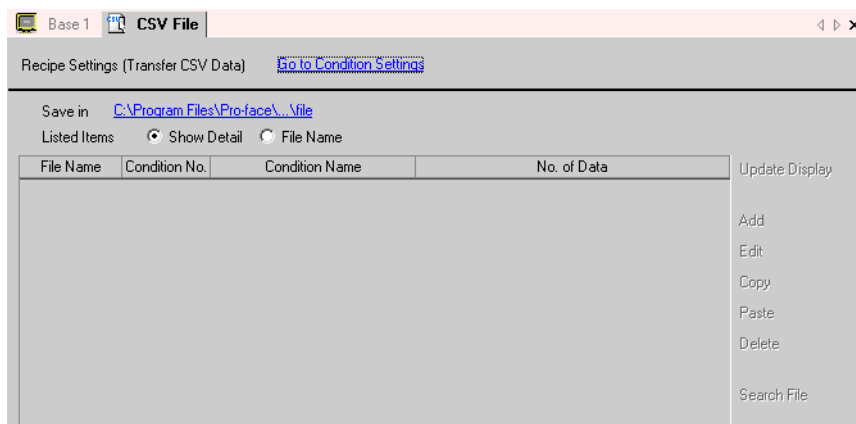 Base 1 CSV File
Recipe Settings (Transfer CSV Data) Go to Condition Settings
Save in C:\Program Files\Pro-face\...\file
Listed Items Show Detail File Name
File Name Condition No. Condition Name No. of Data
Update Display
Add
Edit
Copy
Paste
Delete
Search File